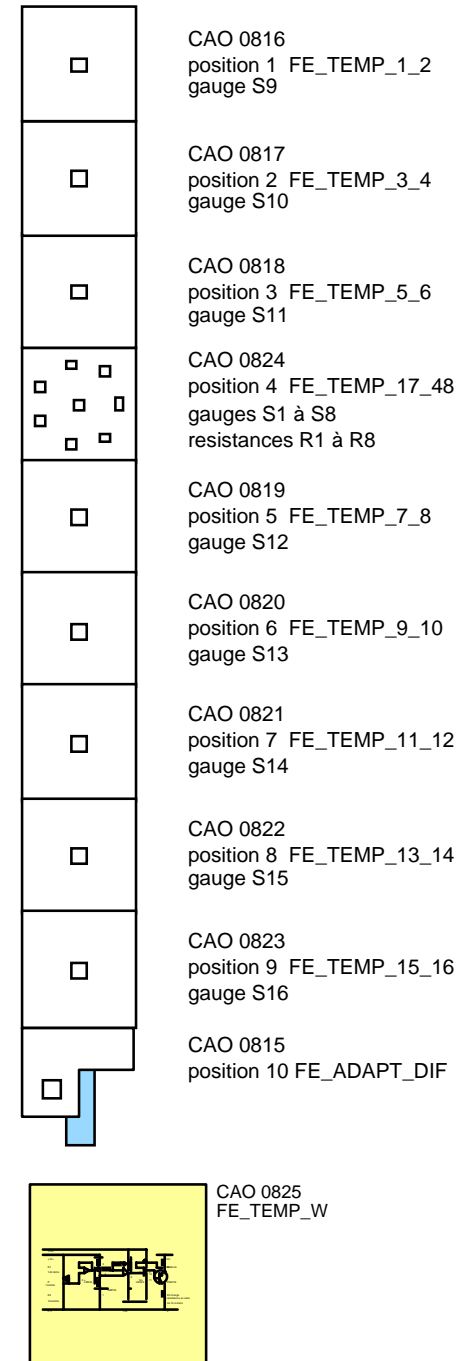 CAO 0816
position 1 FE_TEMP_1_2
gauge S9
CAO 0817
position 2 FE_TEMP_3_4
gauge S10
CAO 0818
position 3 FE_TEMP_5_6
gauge S11
CAO 0824
position 4 FE_TEMP_17_48
gauges S1 à S8
resistances R1 à R8
CAO 0819
position 5 FE_TEMP_7_8
gauge S12
CAO 0820
position 6 FE_TEMP_9_10
gauge S13
CAO 0821
position 7 FE_TEMP_11_12
gauge S14
CAO 0822
position 8 FE_TEMP_13_14
gauge S15
CAO 0823
position 9 FE_TEMP_15_16
gauge S16
CAO 0815
position 10 FE_ADAPT_DIF
CAO 0825
FE_TEMP_W